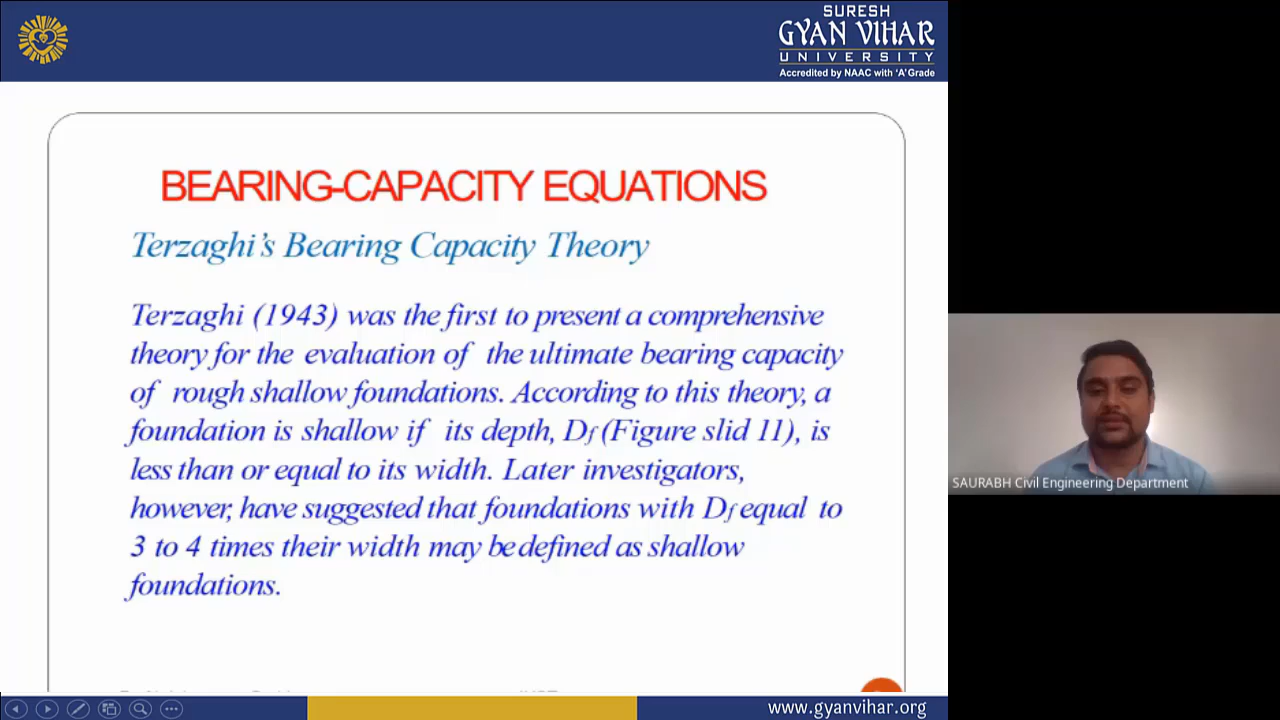 SURESH
GYAN VIHAR
UNIVERSITY
Accredited by NAAC with 'A' Grade
BEARING-CAPACITY EQUATIONS
Terzaghi's Bearing Capacity Theory
Terzaghi (1943) was the first to present a comprehensive
theory for the evaluation of the ultimate bearing capacity
of rough shallow foundations. According to this theory, a
foundation is shallow if its depth, Df (Figure slid 11), is
less than or equal to its width. Later investigators,
however, have suggested that foundations with Df equal to
3 to 4 times their width may be defined as shallow
foundations.
SAURABH Civil Engineering Department
www.gyanvihar.org